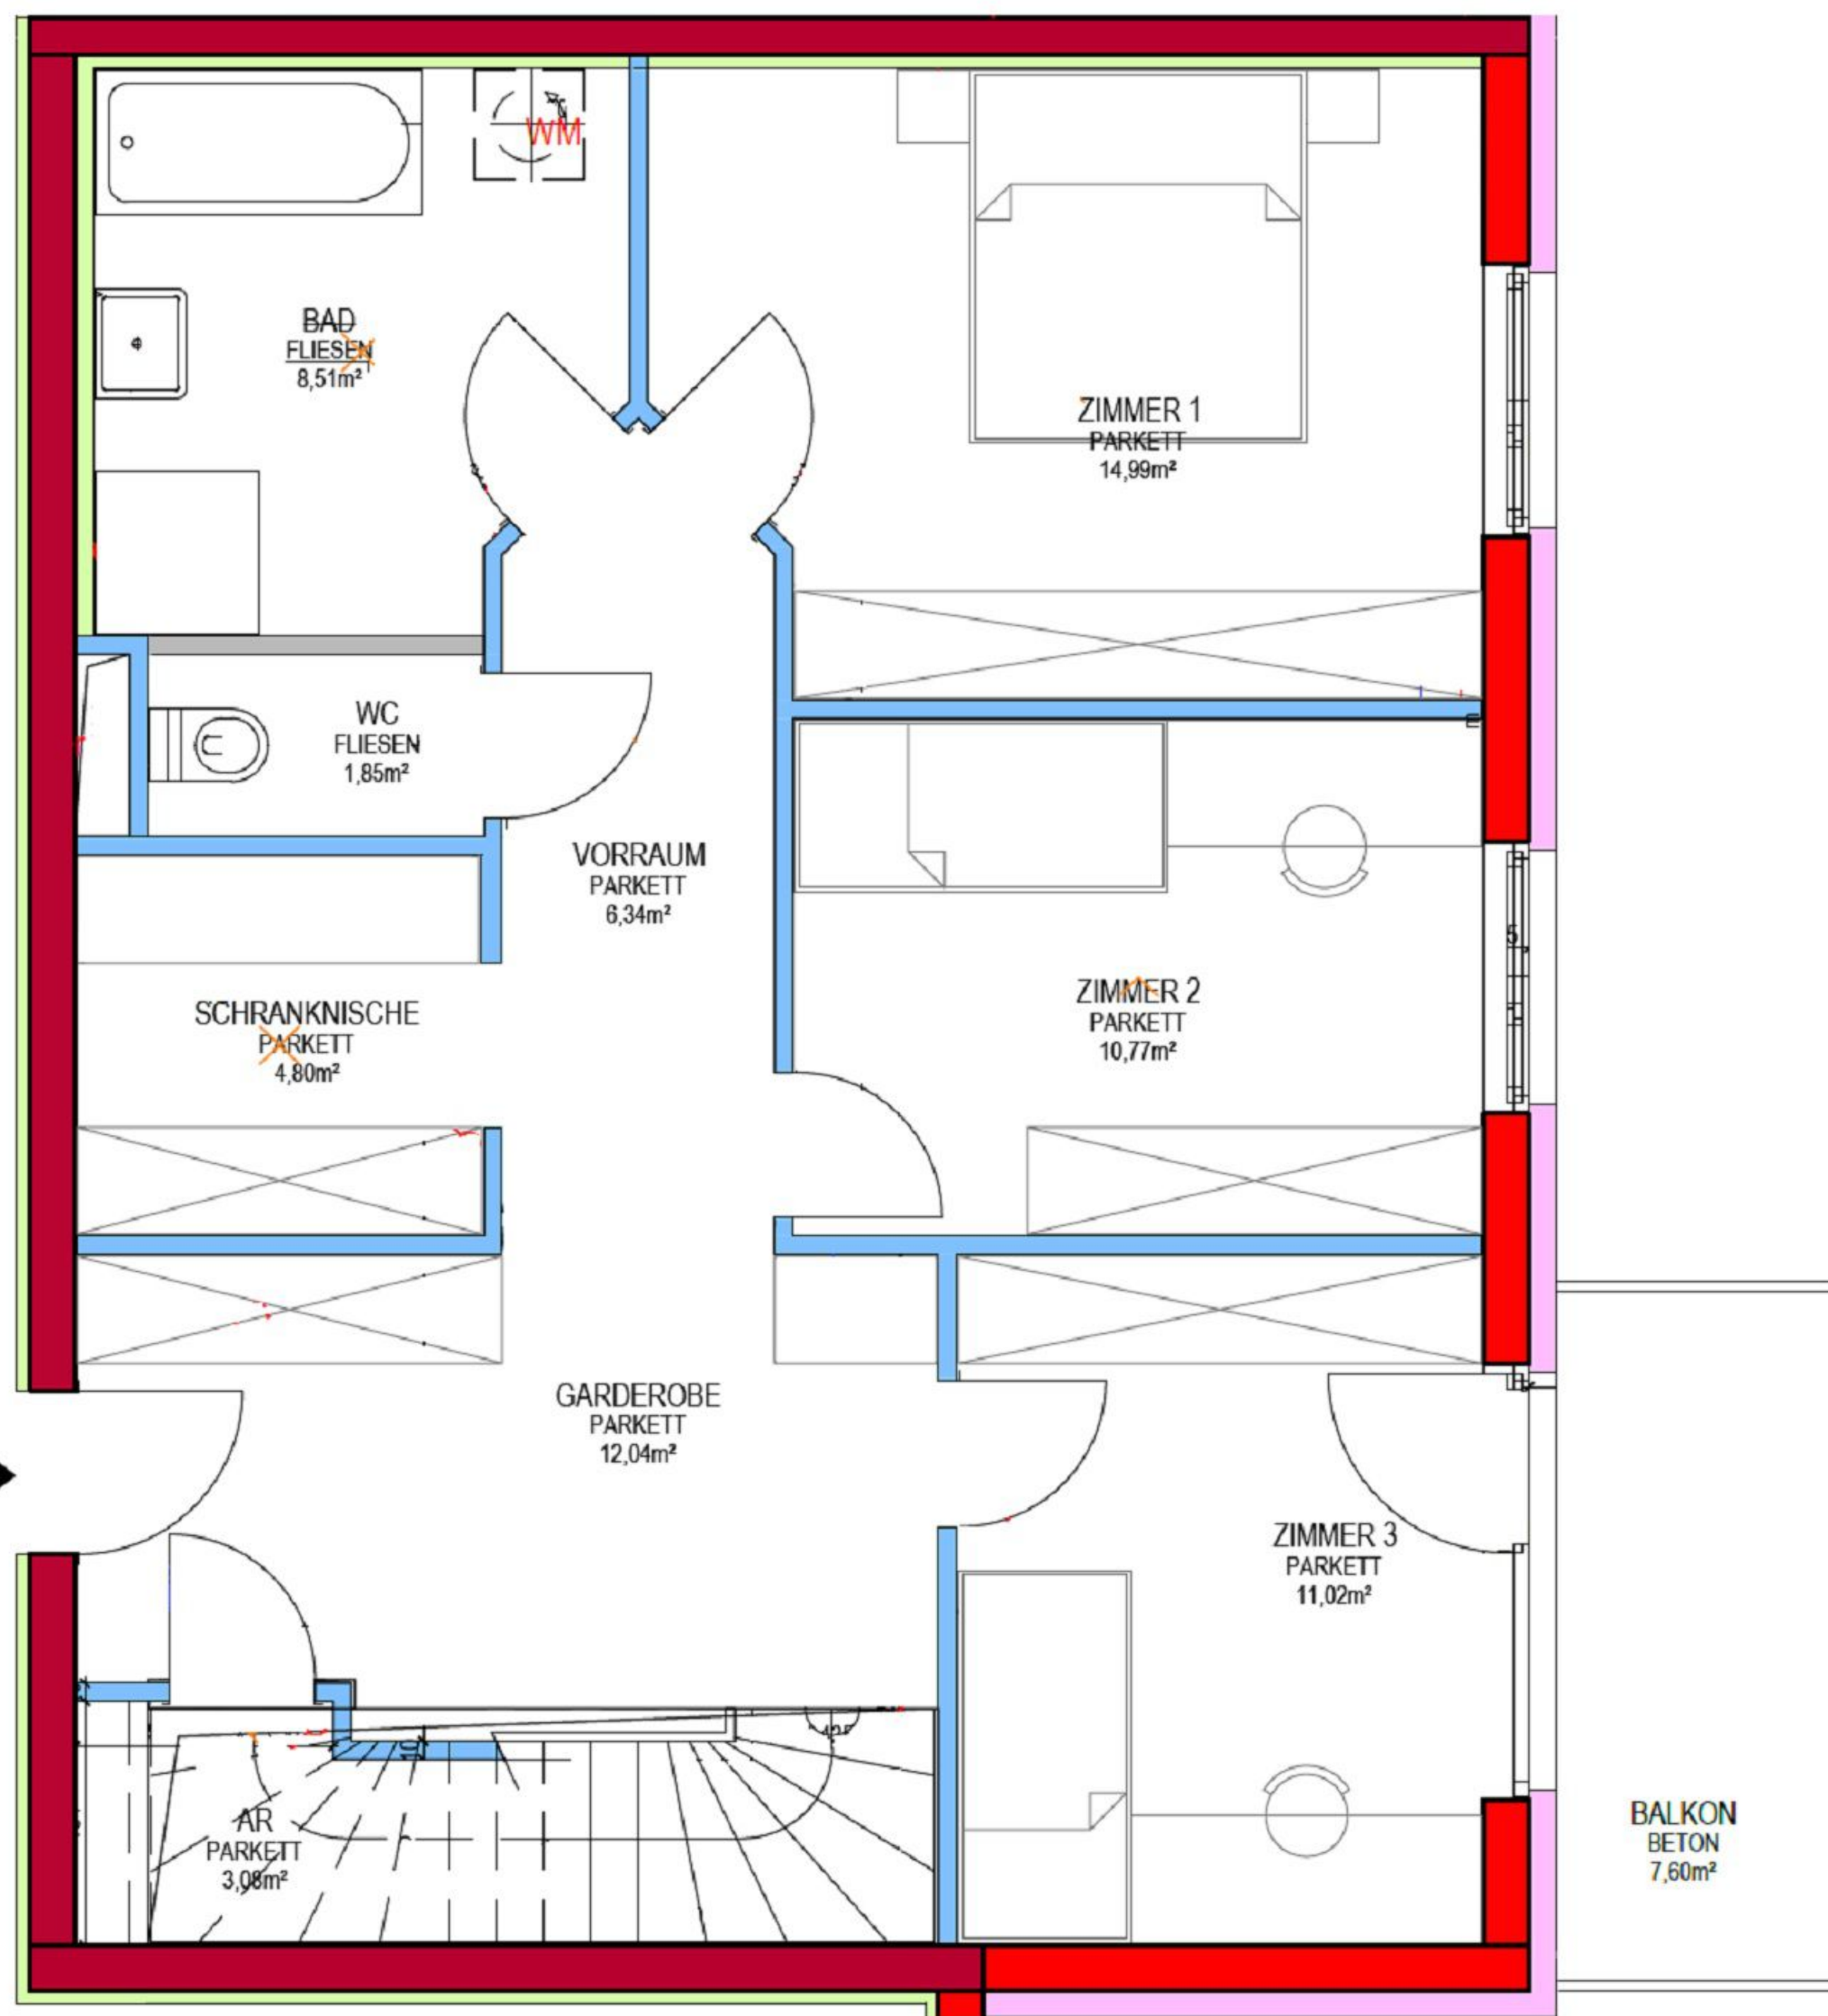 WM
BAD
FLIESEN
8,51m²
ZIMMER 1
PARKETT
14,99m²
WC
FLIESEN
1,85m²
VORRAUM
PARKETT
6,34m²
SCHRANKNISCHE
PARKETT
4,80m²
ZIMMER 2
PARKETT
10,77m²
5
GARDEROBE
PARKETT
12,04m²
ZIMMER 3
PARKETT
11,02m²
10
AR
PARKETT
3,08m²
BALKON
BETON
7,60m²